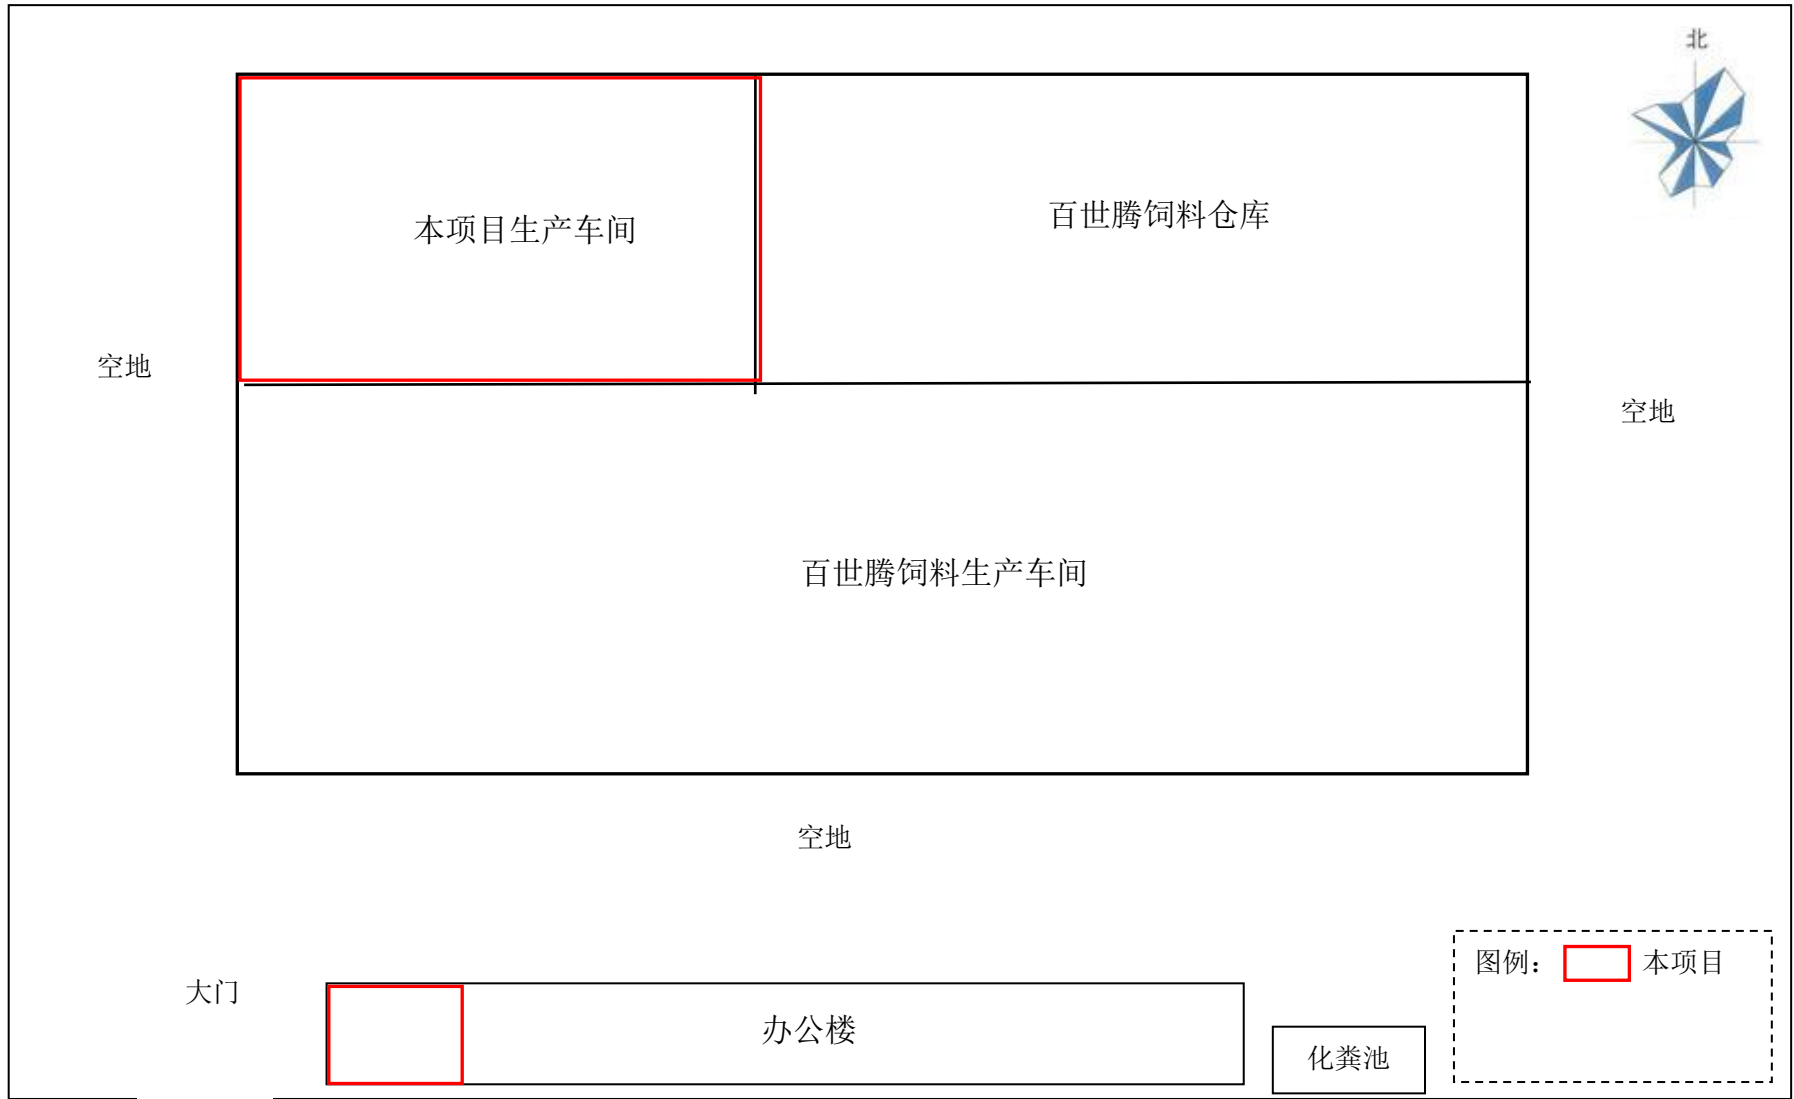 北
本项目生产车间
百世腾饲料仓库
空地
空地
百世腾饲料生产车间
空地
大门
办公楼
化粪池
图例：
本项目